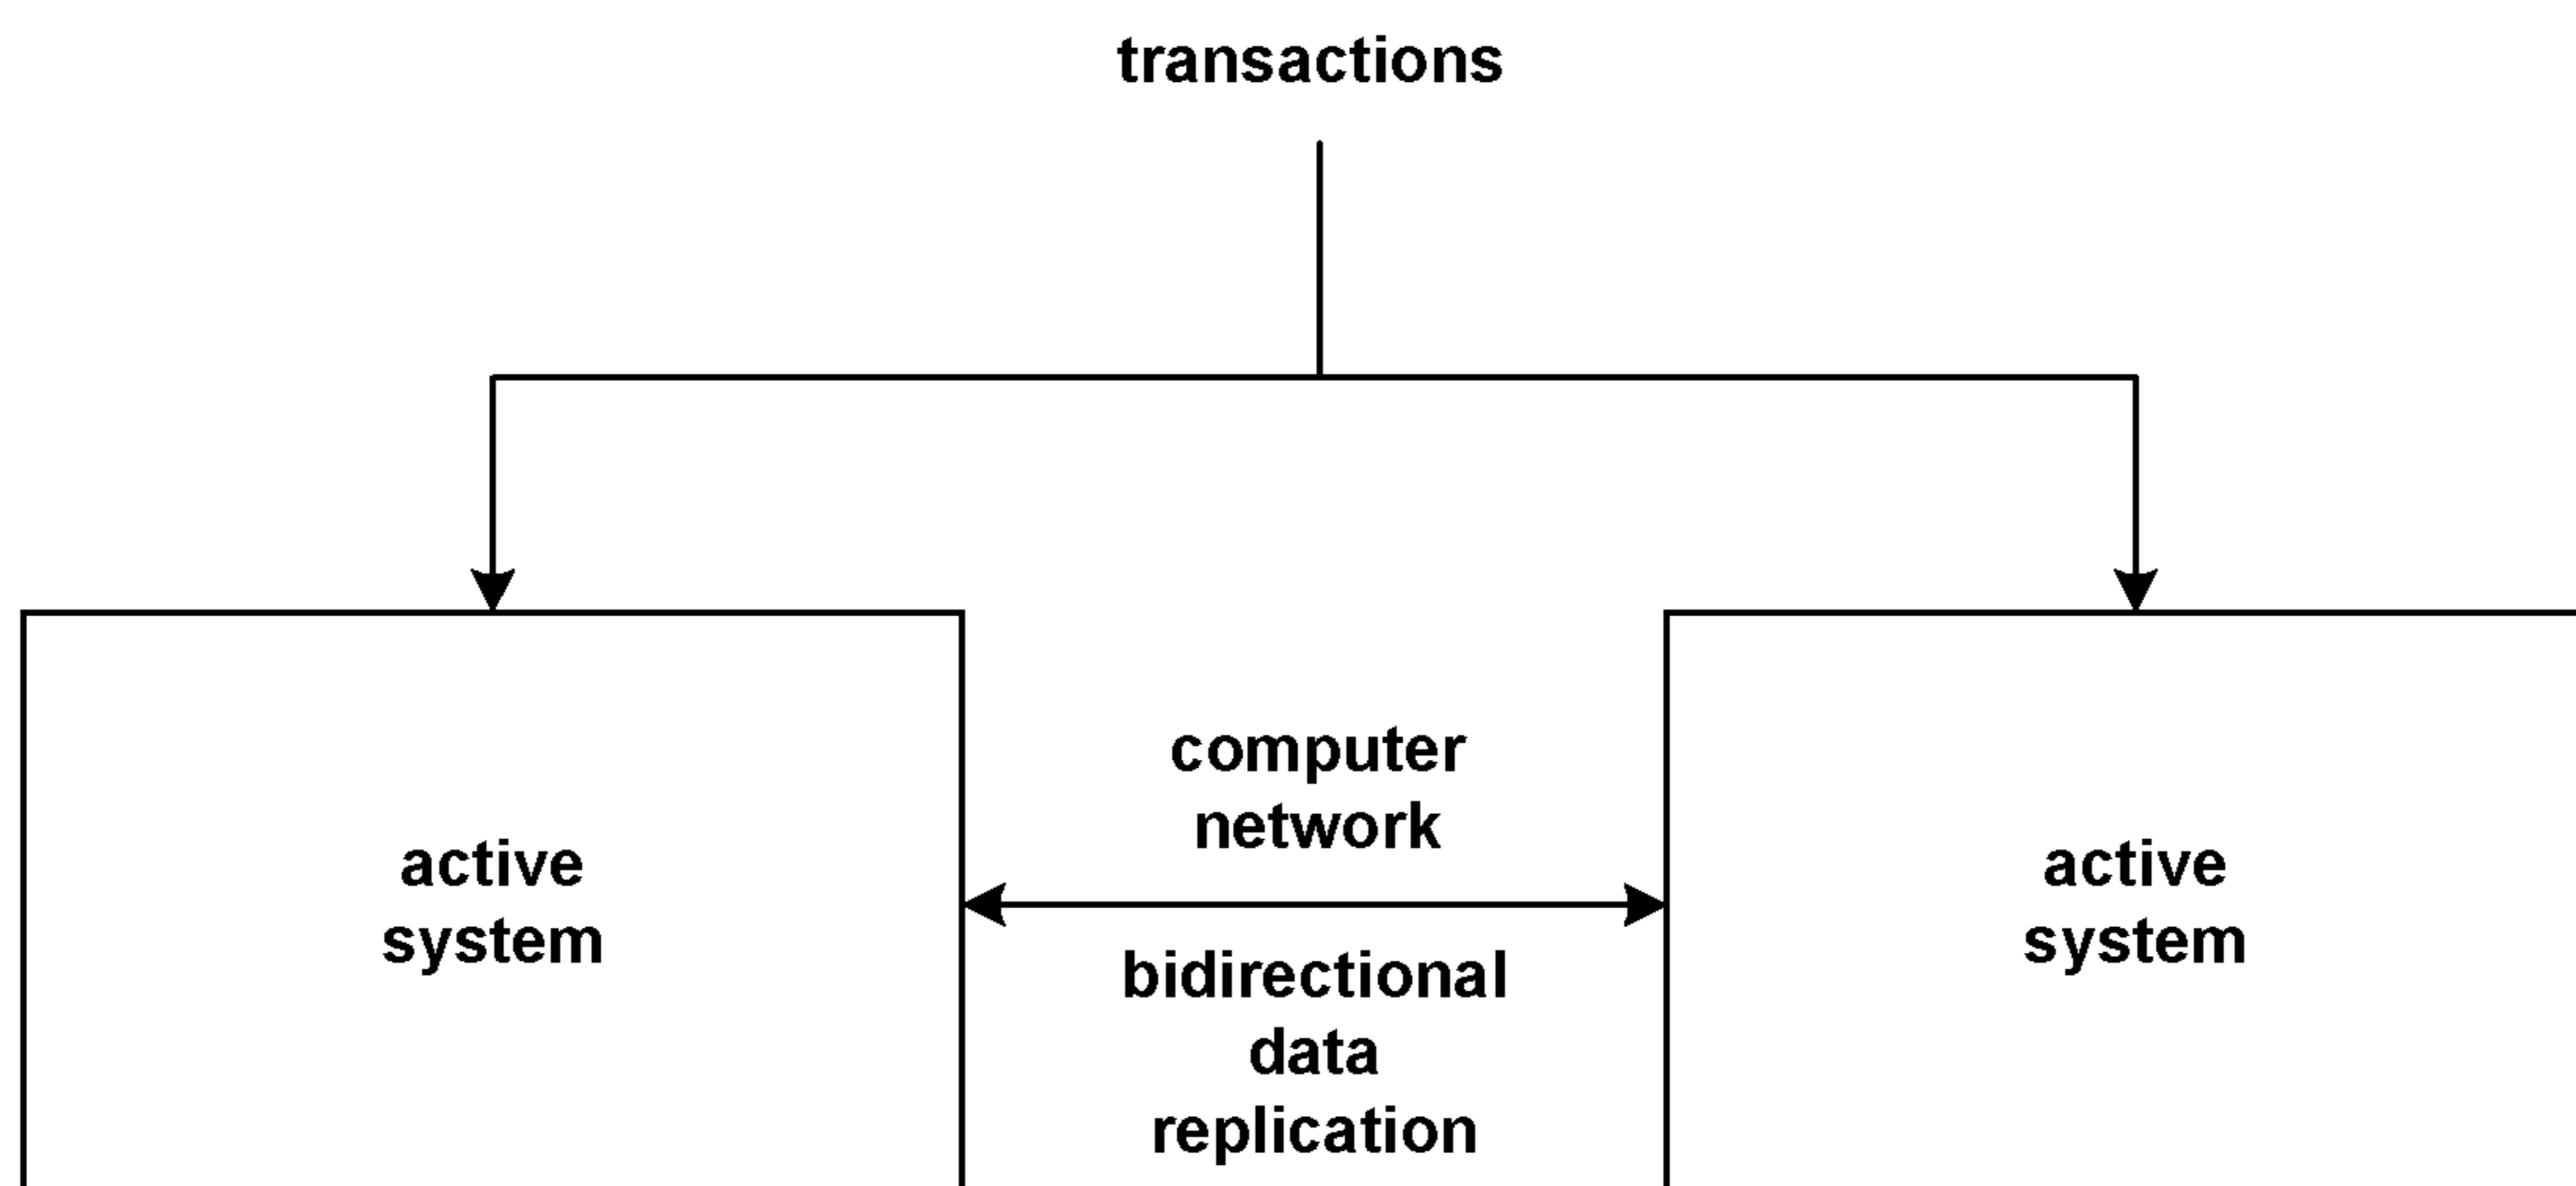 transactions
active
system
computer
network
bidirectional
data
replication
active
system